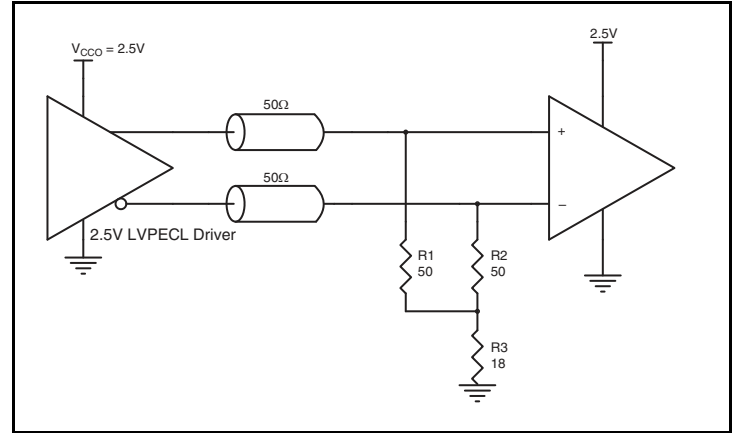 V_CCO = 2.5V
2.5V
50Ω
+
50Ω
−
2.5V LVPECL Driver
R1
50
R2
50
R3
18